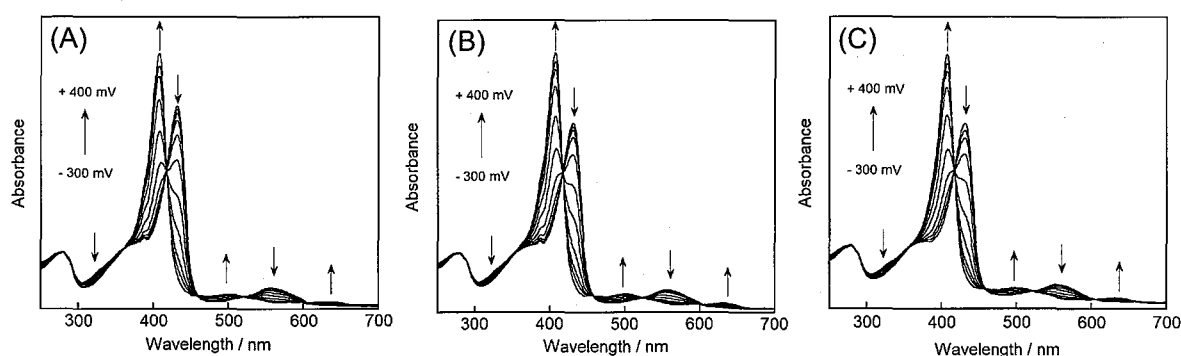 (A)
+ 400 mV
- 300 mV
Absorbance
300 400 500 600 700
Wavelength / nm
(B)
+ 400 mV
- 300 mV
Absorbance
300 400 500 600 700
Wavelength / nm
(C)
+ 400 mV
- 300 mV
Absorbance
300 400 500 600 700
Wavelength / nm